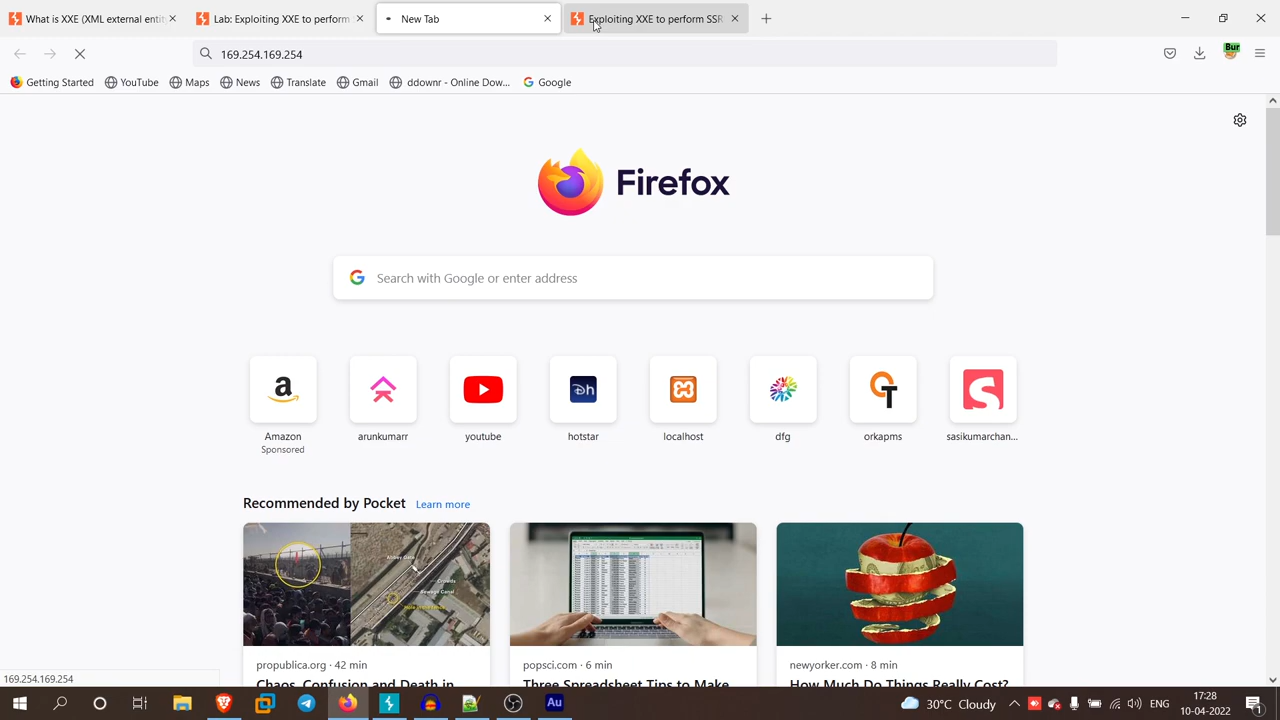 What is XXE (XML external entit
Lab: Exploiting XXE to perform
New Tab
Exploiting XXE to perform SSR
169.254.169.254
Bur
Getting Started
YouTube
Maps
News
Translate
Gmail
ddownr - Online Dow...
Google
Firefox
Search with Google or enter address
Amazon
Sponsored
arunkumarr
youtube
hotstar
localhost
dfg
orkapms
sasikumarchan...
Recommended by Pocket
Learn more
propublica.org · 42 min
Chaos, Confusion and Death in
popsci.com · 6 min
Three Spreadsheet Tips to Make
newyorker.com · 8 min
How Much Do Things Really Cost?
169.254.169.254
Au
30°C Cloudy
17:28
10-04-2022